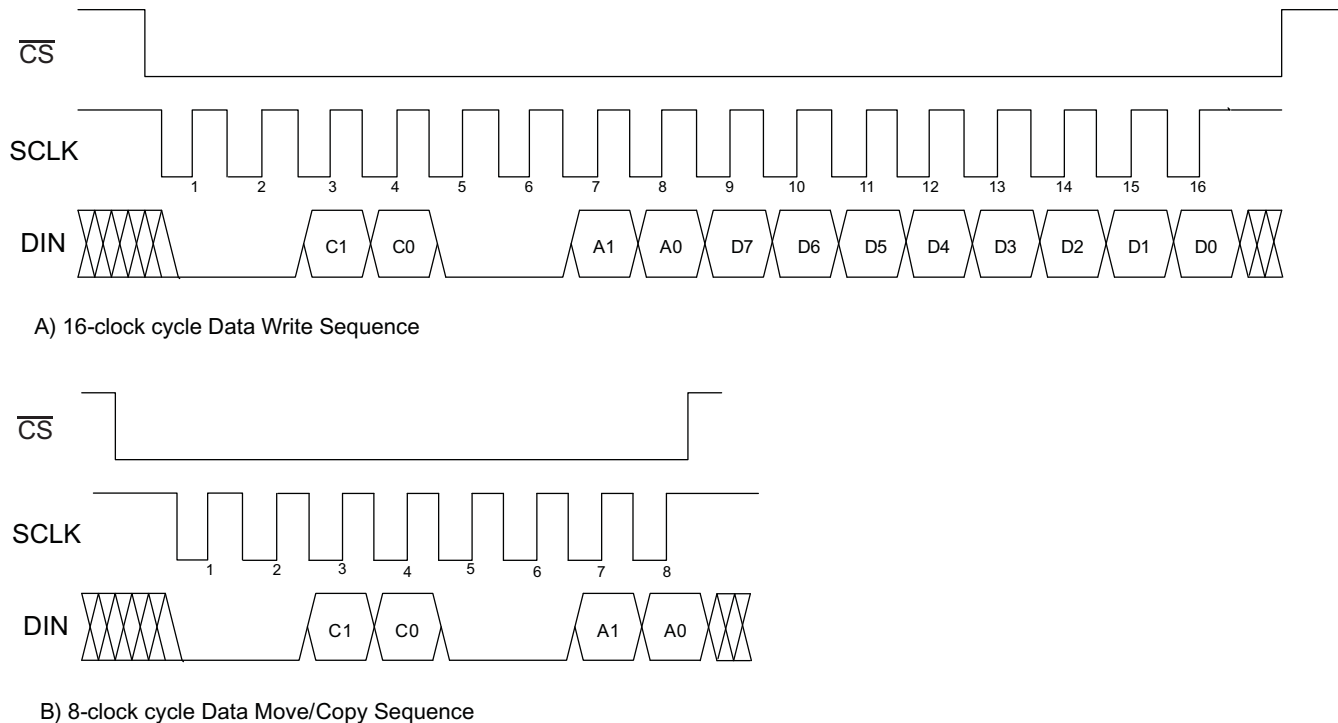 C̅S̅
SCLK
1 2 3 4 5 6 7 8 9 10 11 12 13 14 15 16
DIN C1 C0 A1 A0 D7 D6 D5 D4 D3 D2 D1 D0
A) 16-clock cycle Data Write Sequence
C̅S̅
SCLK
1 2 3 4 5 6 7 8
DIN C1 C0 A1 A0
B) 8-clock cycle Data Move/Copy Sequence